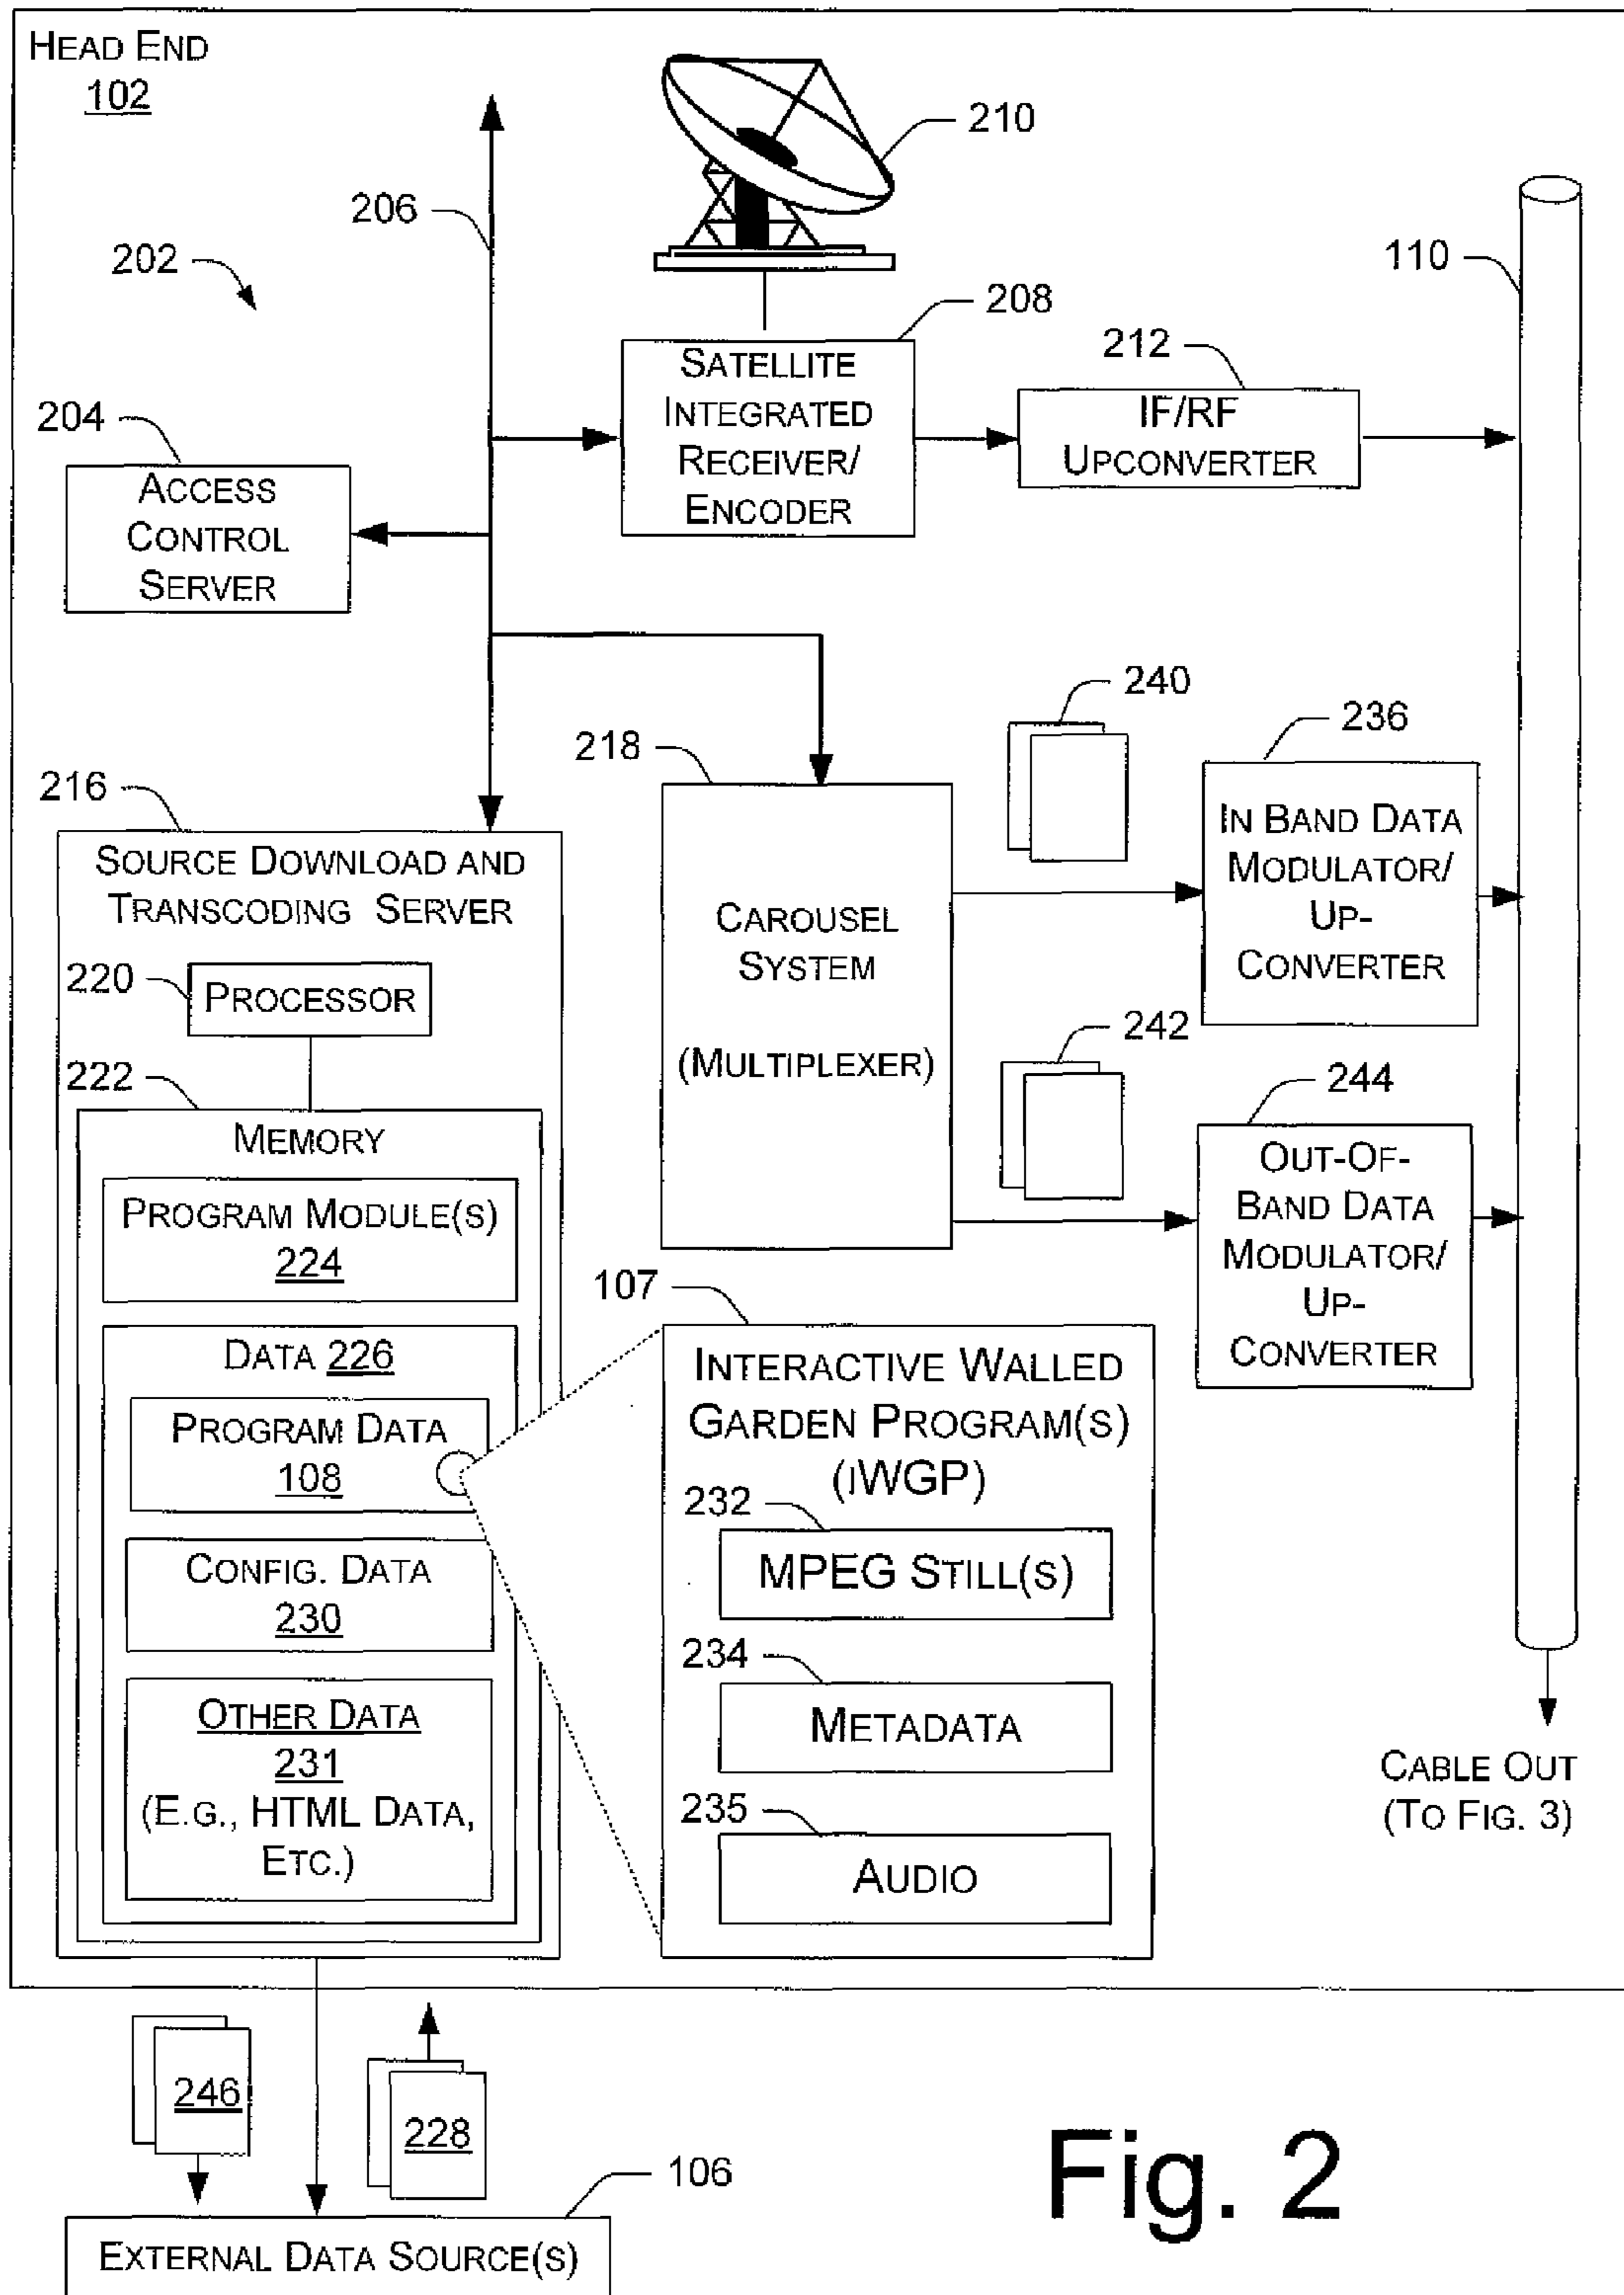 HEAD END
102
210
206
202
110
208
212
SATELLITE
INTEGRATED
RECEIVER/
ENCODER
IF/RF
UPCONVERTER
204
ACCESS
CONTROL
SERVER
240
236
218
216
IN BAND DATA
MODULATOR/
UP-
CONVERTER
SOURCE DOWNLOAD AND
TRANSCODING SERVER
CAROUSEL
SYSTEM
(MULTIPLEXER)
220
PROCESSOR
242
222
244
MEMORY
OUT-OF-
BAND DATA
MODULATOR/
UP-
CONVERTER
PROGRAM MODULE(S)
224
107
DATA 226
PROGRAM DATA
108
INTERACTIVE WALLED
GARDEN PROGRAM(S)
(IWGP)
232
MPEG STILL(S)
CONFIG. DATA
230
234
METADATA
OTHER DATA
231
(E.G., HTML DATA,
ETC.)
235
AUDIO
CABLE OUT
(TO FIG. 3)
246
228
106
EXTERNAL DATA SOURCE(S)
Fig. 2